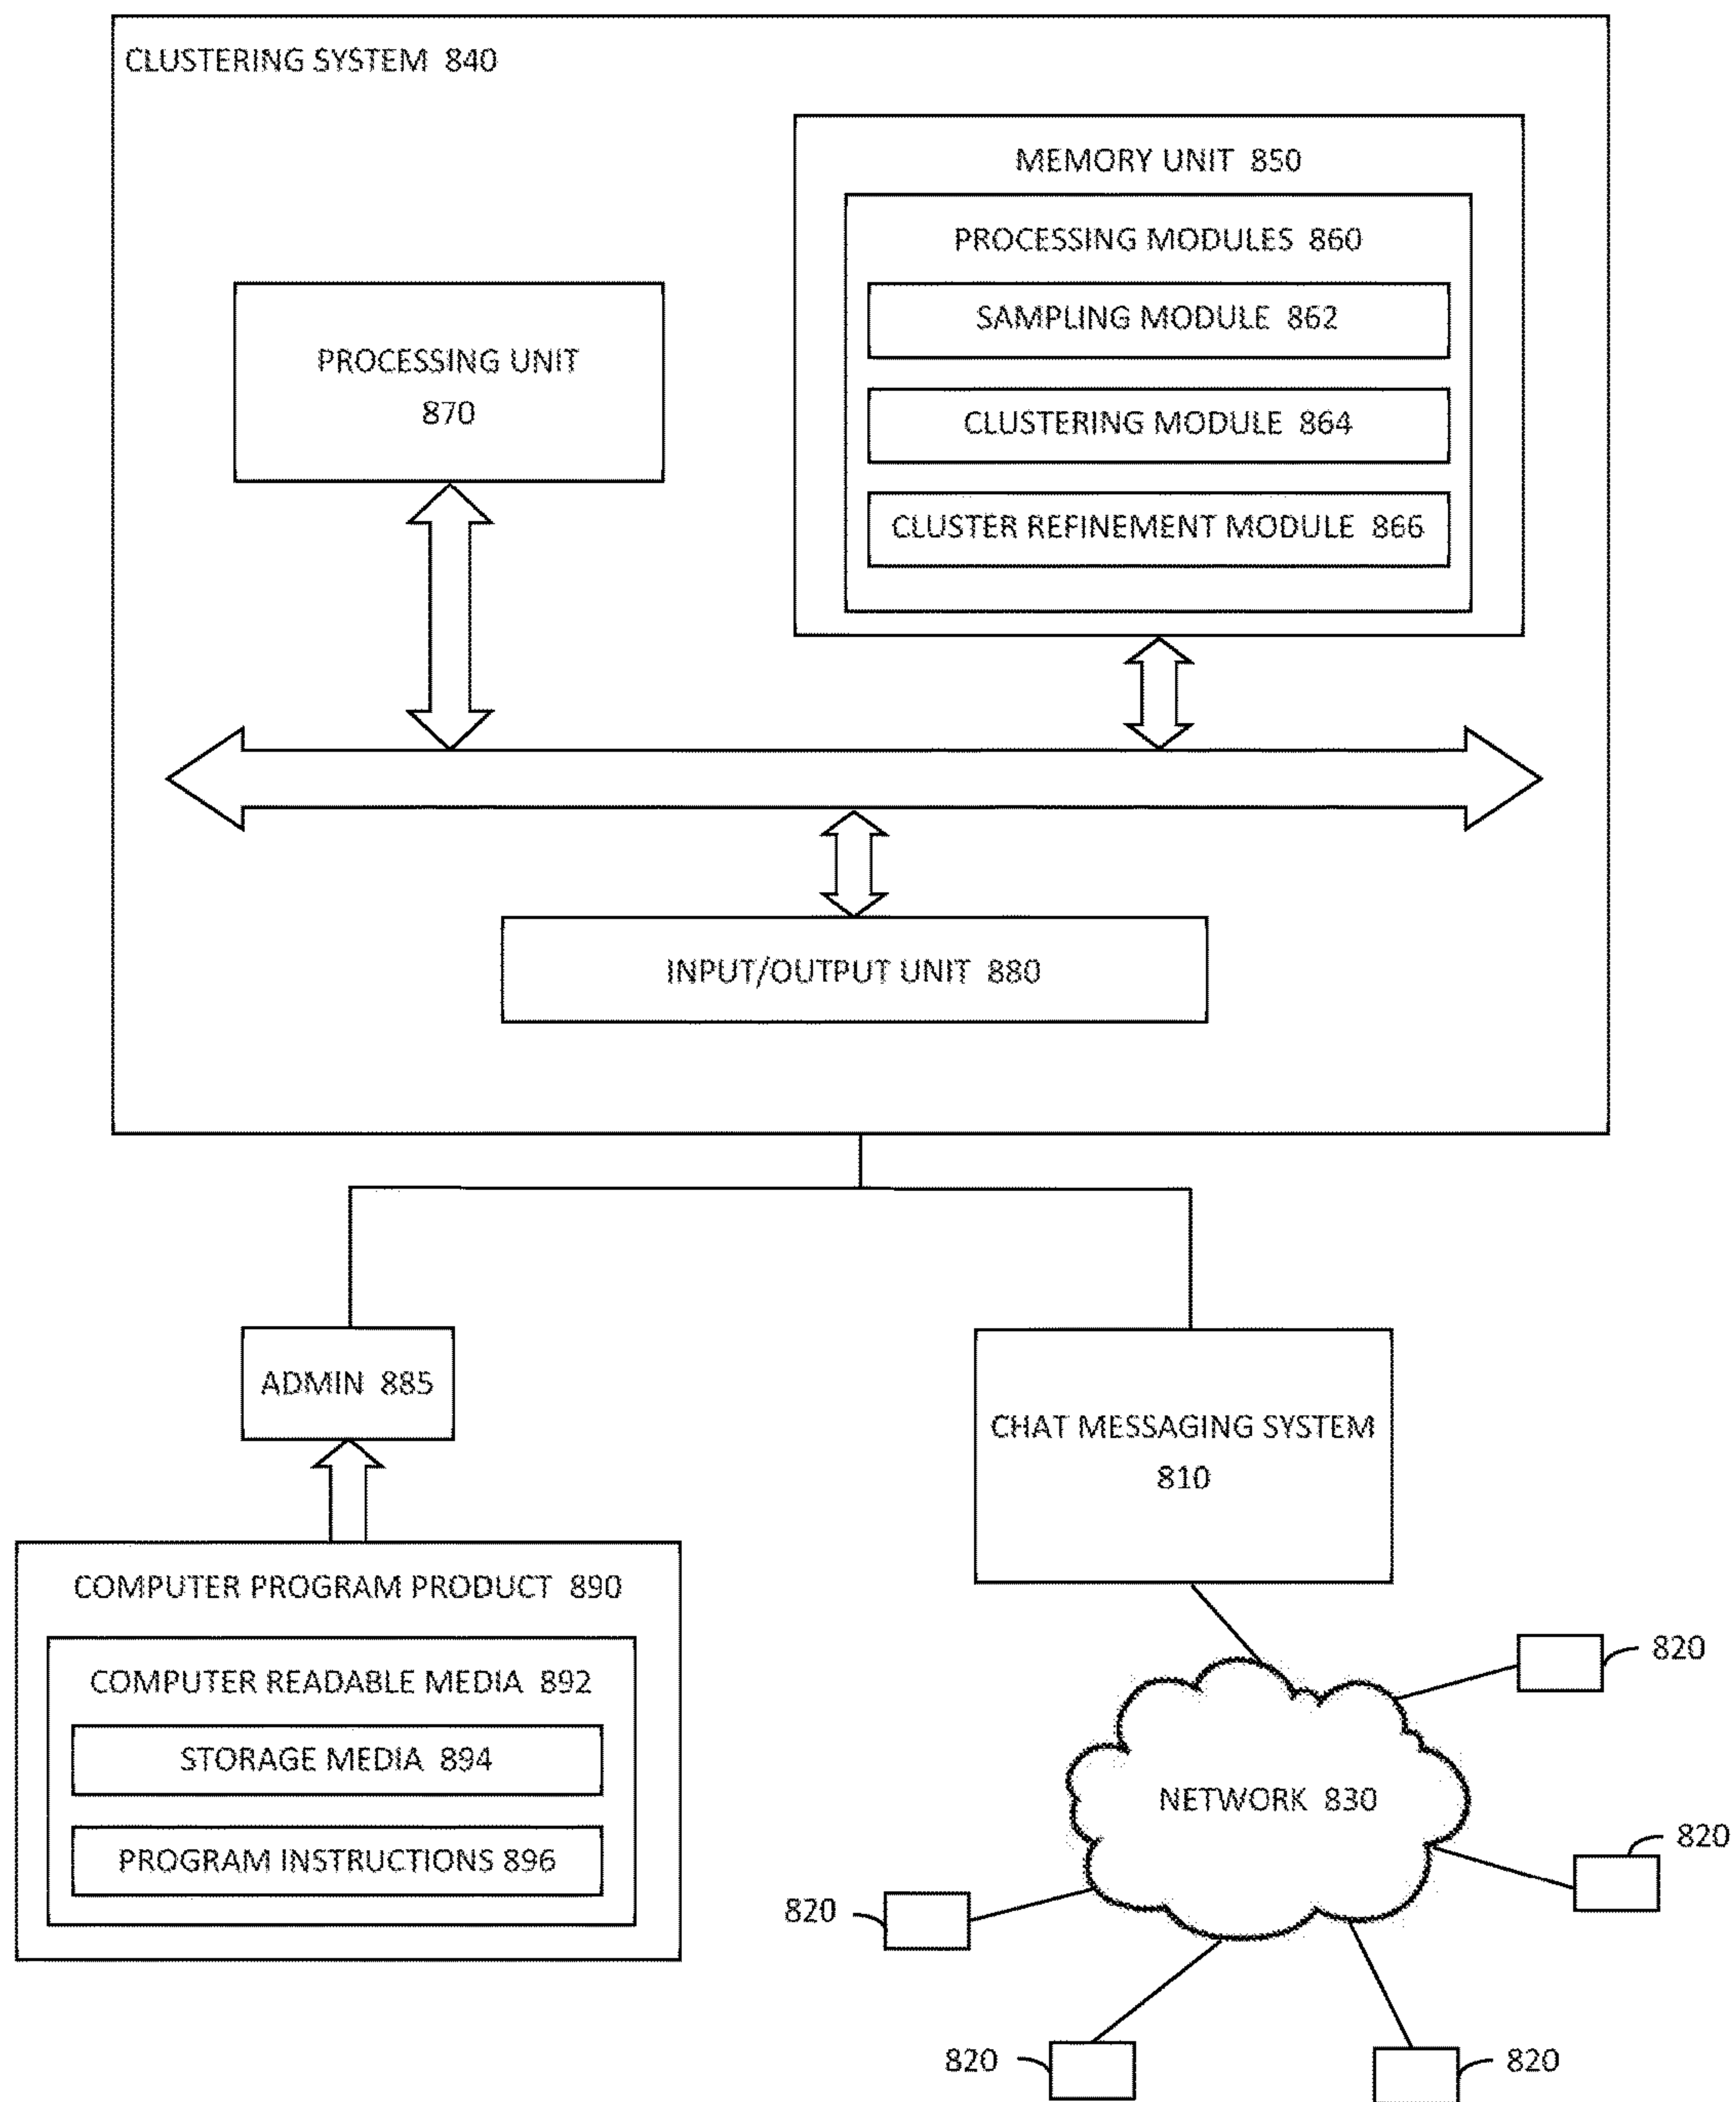 CLUSTERING SYSTEM 840
MEMORY UNIT 850
PROCESSING MODULES 860
SAMPLING MODULE 862
PROCESSING UNIT
870
CLUSTERING MODULE 864
CLUSTER REFINEMENT MODULE 866
INPUT/OUTPUT UNIT 880
ADMIN 885
CHAT MESSAGING SYSTEM
810
COMPUTER PROGRAM PRODUCT 890
COMPUTER READABLE MEDIA 892
STORAGE MEDIA 894
PROGRAM INSTRUCTIONS 896
820
NETWORK 830
820
820
820
820